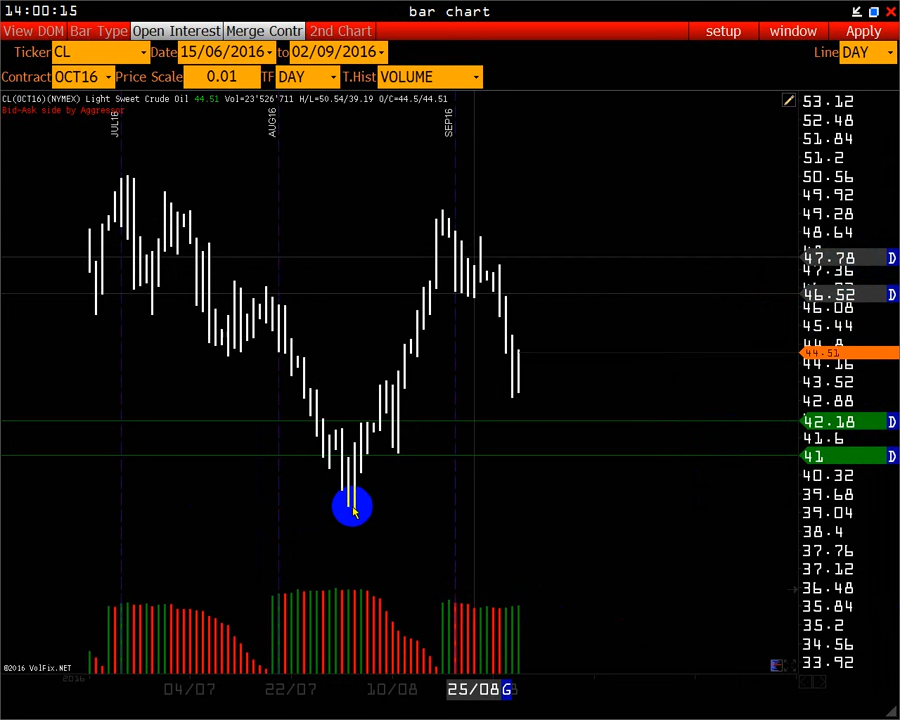 14:00:15 bar chart
View DOM Bar Type Open Interest Merge Contr 2nd Chart setup window Apply
Ticker CL Date 15/06/2016 to 02/09/2016 Line DAY
Contract OCT16 Price Scale 0.01 TF DAY T.Hist VOLUME
CL(OCT16)(NYMEX) Light Sweet Crude Oil 44.51 Vol=23'526'711 H/L=50.54/39.19 O/C=44.5/44.51
Bid-Ask side by Aggressor
JUL16
AUG16
SEP16
53.12
52.48
51.84
51.2
50.56
49.92
49.28
48.64
47.78 D
47.36
46.52 D
46.08
45.44
44.8
44.51
44.16
43.52
42.88
42.18 D
41.6
41 D
40.32
39.68
39.04
38.4
37.76
37.12
36.48
35.84
35.2
34.56
33.92
©2016 VolFix.NET
2016
04/07 22/07 10/08 25/08 G